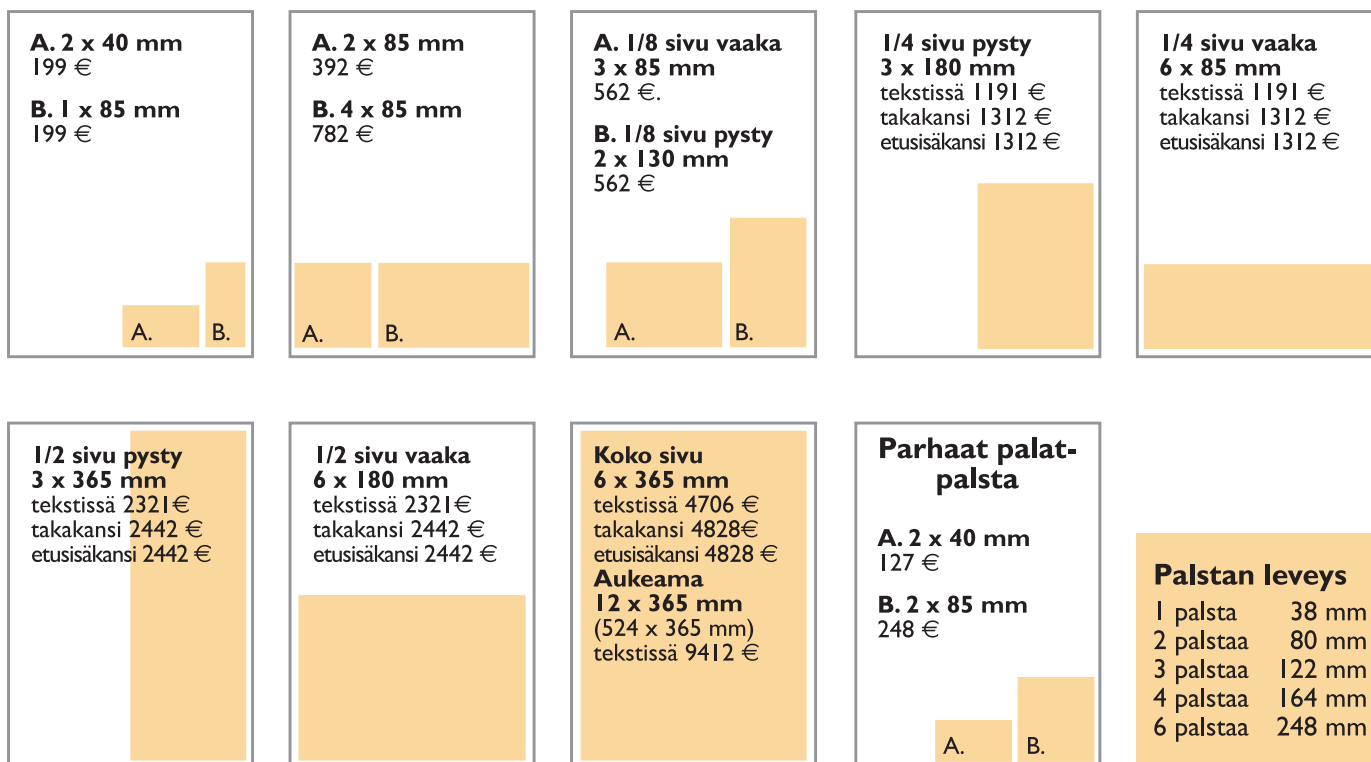 A. 2 x 40 mm
199 €
B. 1 x 85 mm
199 €
A.
B.
A. 2 x 85 mm
392 €
B. 4 x 85 mm
782 €
A.
B.
A. 1/8 sivu vaaka
3 x 85 mm
562 €.
B. 1/8 sivu pysty
2 x 130 mm
562 €
A.
B.
1/4 sivu pysty
3 x 180 mm
tekstissä 1191 €
takakansi 1312 €
etusisäkansi 1312 €
1/4 sivu vaaka
6 x 85 mm
tekstissä 1191 €
takakansi 1312 €
etusisäkansi 1312 €
1/2 sivu pysty
3 x 365 mm
tekstissä 2321€
takakansi 2442 €
etusisäkansi 2442 €
1/2 sivu vaaka
6 x 180 mm
tekstissä 2321€
takakansi 2442 €
etusisäkansi 2442 €
Koko sivu
6 x 365 mm
tekstissä 4706 €
takakansi 4828€
etusisäkansi 4828 €
Aukeama
12 x 365 mm
(524 x 365 mm)
tekstissä 9412 €
Parhaat palat-
palsta
A. 2 x 40 mm
127 €
B. 2 x 85 mm
248 €
A.
B.
Palstan leveys
1 palsta 38 mm
2 palstaa 80 mm
3 palstaa 122 mm
4 palstaa 164 mm
6 palstaa 248 mm